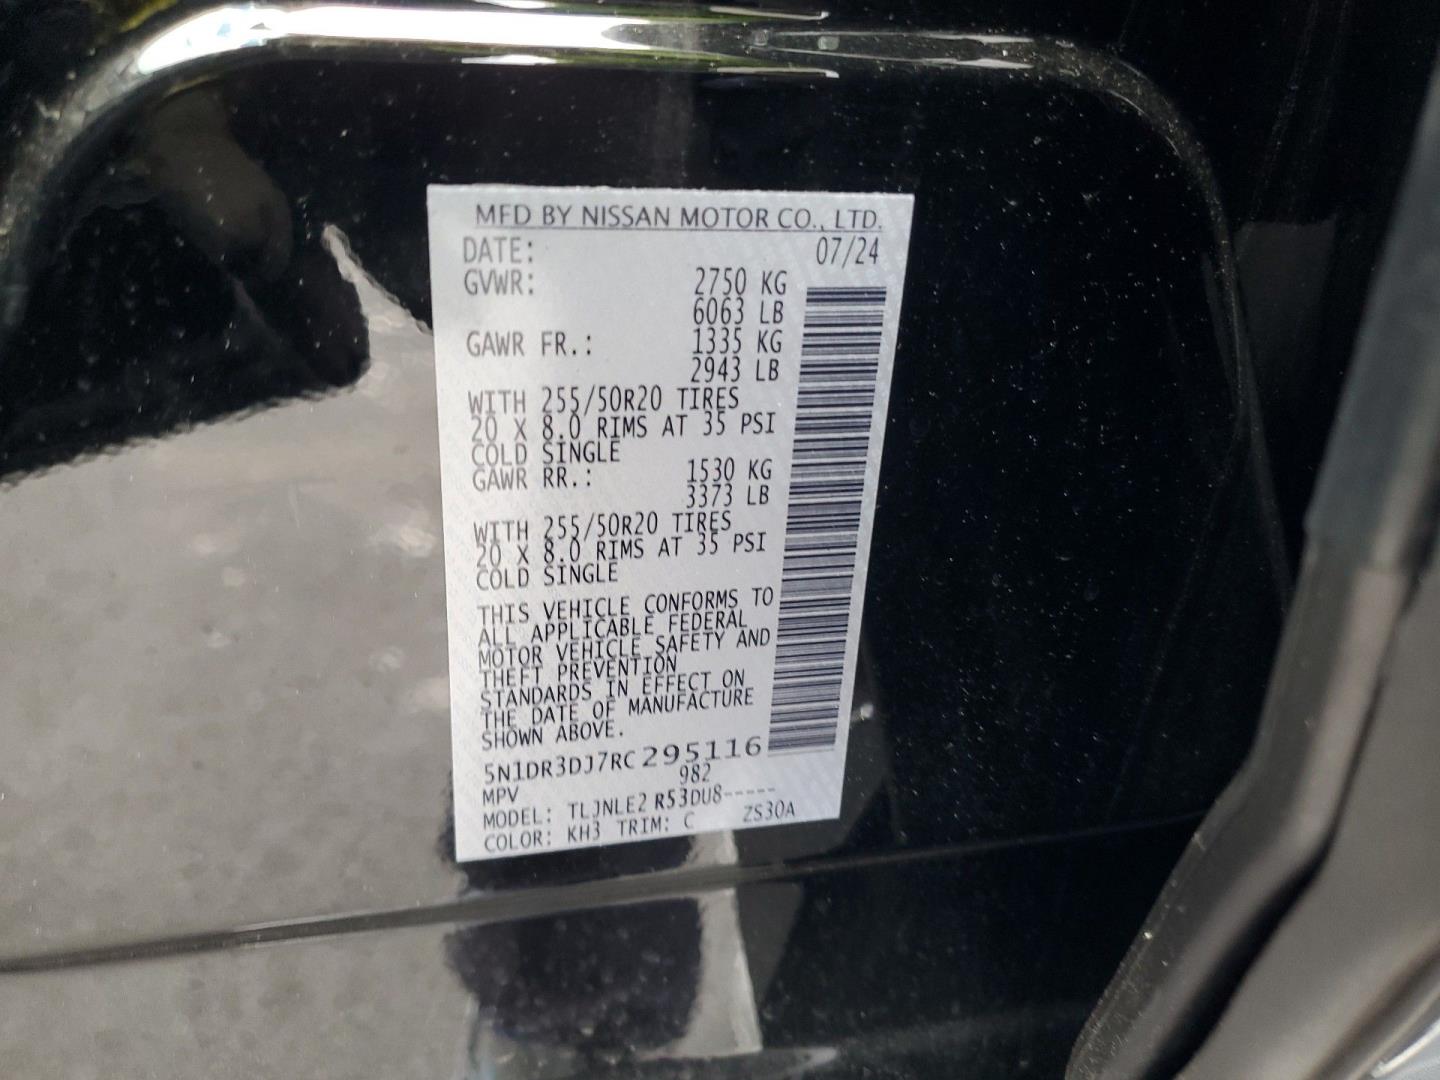 MFD BY NISSAN MOTOR CO., LTD.
DATE: 07/24
GVWR: 2750 KG
6063 LB
GAWR FR.: 1335 KG
2943 LB
WITH 255/50R20 TIRES
20 X 8.0 RIMS AT 35 PSI
COLD SINGLE
GAWR RR.: 1530 KG
3373 LB
WITH 255/50R20 TIRES
20 X 8.0 RIMS AT 35 PSI
COLD SINGLE
THIS VEHICLE CONFORMS TO
ALL APPLICABLE FEDERAL
MOTOR VEHICLE SAFETY AND
THEFT PREVENTION
STANDARDS IN EFFECT ON
THE DATE OF MANUFACTURE
SHOWN ABOVE.
5N1DR3DJ7RC295116
MPV 982
MODEL: TLJNLE2 R53DU8-----
COLOR: KH3 TRIM: C ZS30A